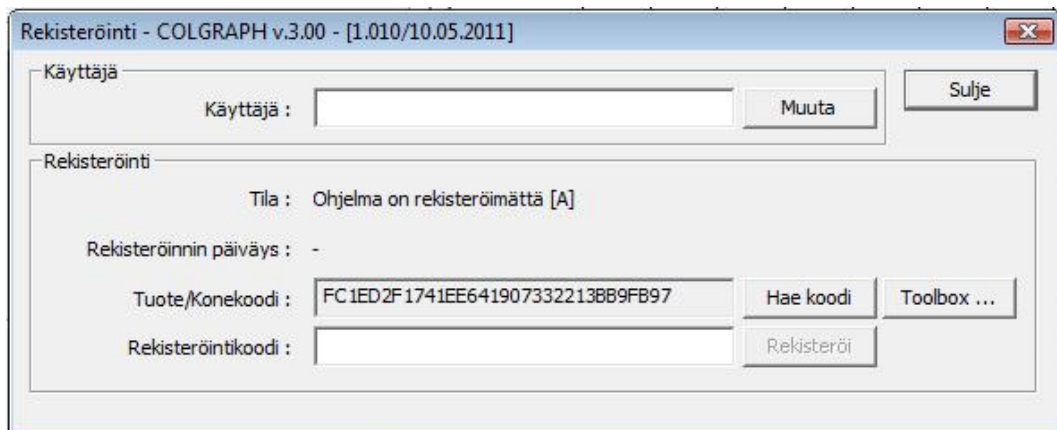 Rekisteröinti - COLGRAPH v.3.00 - [1.010/10.05.2011]
Käyttäjä
Käyttäjä : Muuta Sulje
Rekisteröinti
Tila : Ohjelma on rekisteröimättä [A]
Rekisteröinnin päiväys : -
Tuote/Konekoodi : FC1ED2F1741EE641907332213BB9FB97 Hae koodi Toolbox ...
Rekisteröintikoodi : Rekisteröi